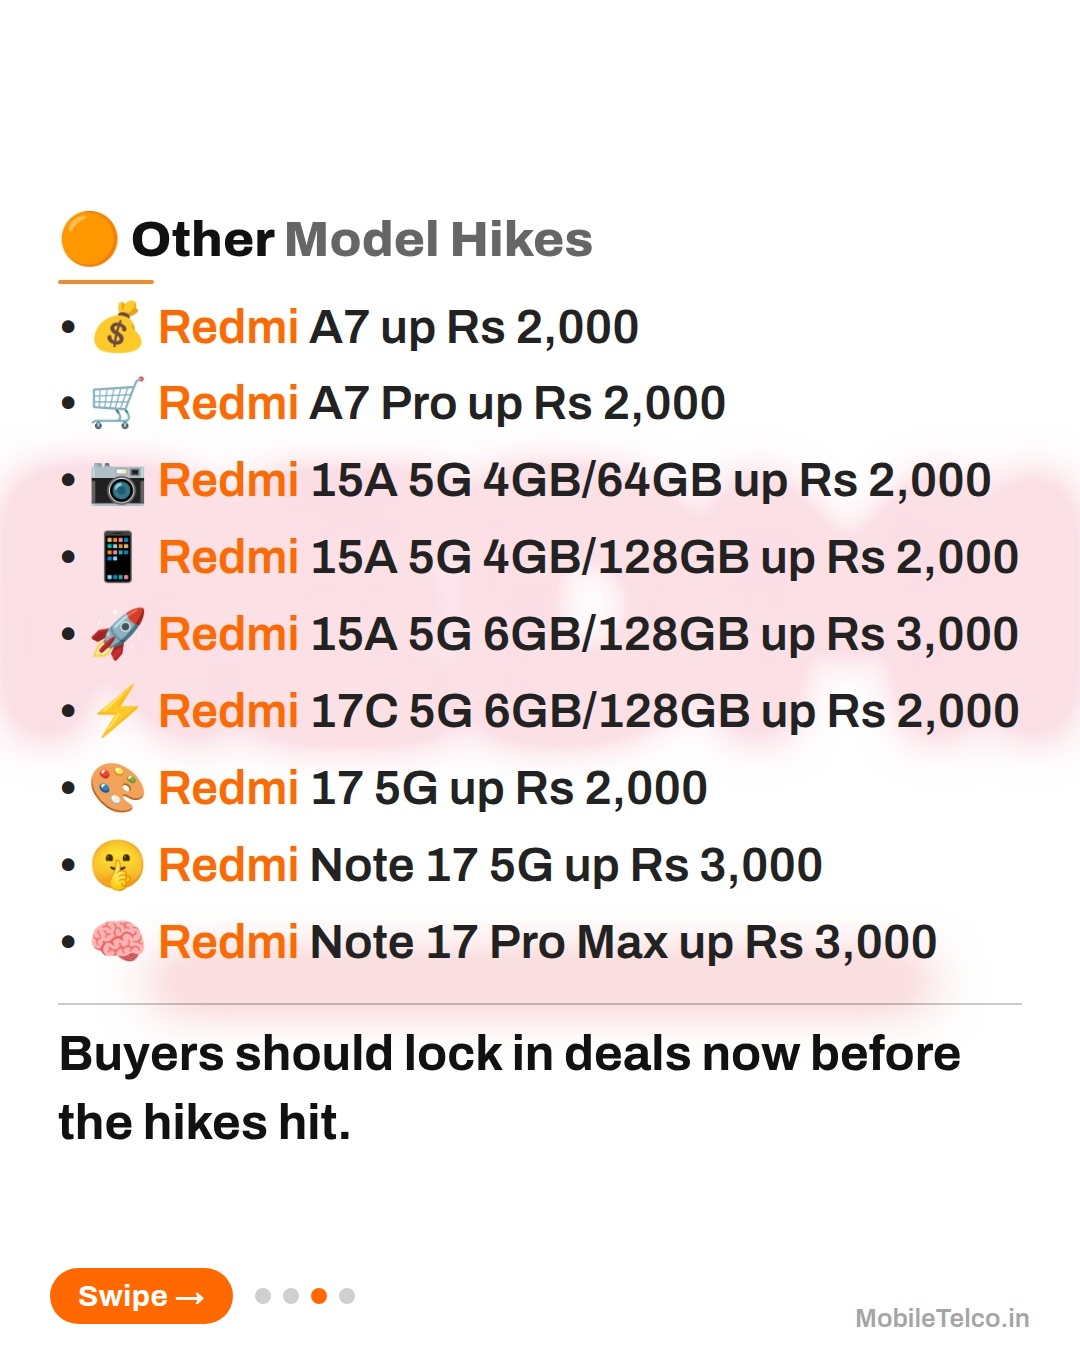 🟠 Other Model Hikes
• 💰 Redmi A7 up Rs 2,000
• 🛒 Redmi A7 Pro up Rs 2,000
• 📷 Redmi 15A 5G 4GB/64GB up Rs 2,000
• 📱 Redmi 15A 5G 4GB/128GB up Rs 2,000
• 🚀 Redmi 15A 5G 6GB/128GB up Rs 3,000
• ⚡ Redmi 17C 5G 6GB/128GB up Rs 2,000
• 🎨 Redmi 17 5G up Rs 2,000
• 🤫 Redmi Note 17 5G up Rs 3,000
• 🧠 Redmi Note 17 Pro Max up Rs 3,000
Buyers should lock in deals now before
the hikes hit.
Swipe →
MobileTelco.in